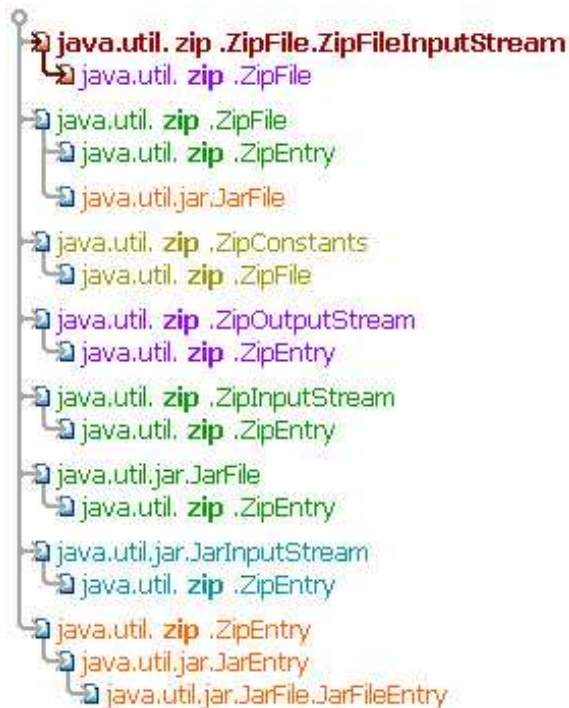 java.util. zip .ZipFile.ZipFileInputStream
java.util. zip .ZipFile
java.util. zip .ZipFile
java.util. zip .ZipEntry
java.util.jar.JarFile
java.util. zip .ZipConstants
java.util. zip .ZipFile
java.util. zip .ZipOutputStream
java.util. zip .ZipEntry
java.util. zip .ZipInputStream
java.util. zip .ZipEntry
java.util.jar.JarFile
java.util. zip .ZipEntry
java.util.jar.JarInputStream
java.util. zip .ZipEntry
java.util. zip .ZipEntry
java.util.jar.JarEntry
java.util.jar.JarFile.JarFileEntry